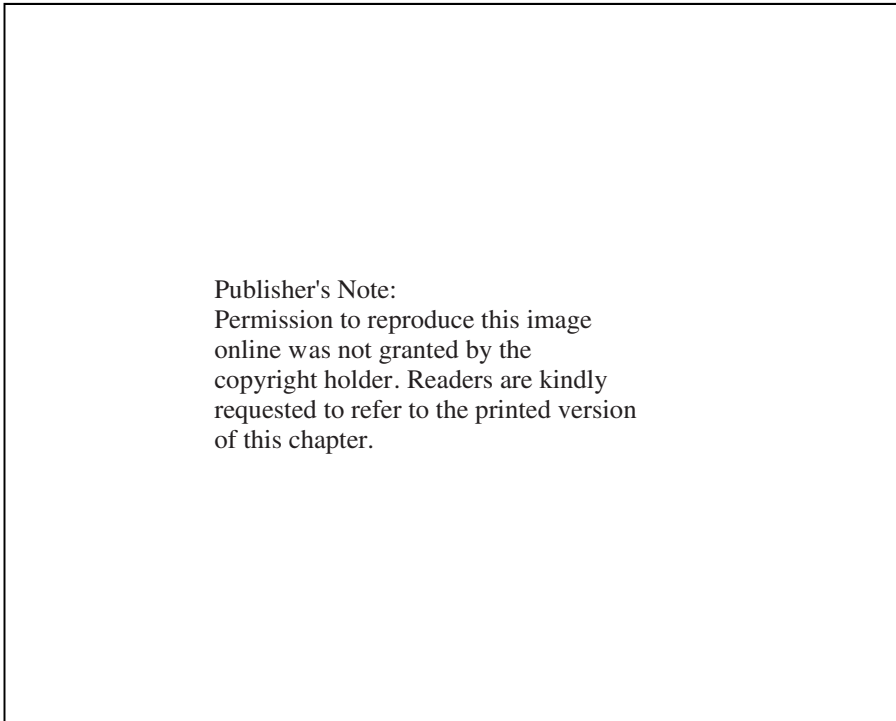 Publisher's Note:
Permission to reproduce this image
online was not granted by the
copyright holder. Readers are kindly
requested to refer to the printed version
of this chapter.